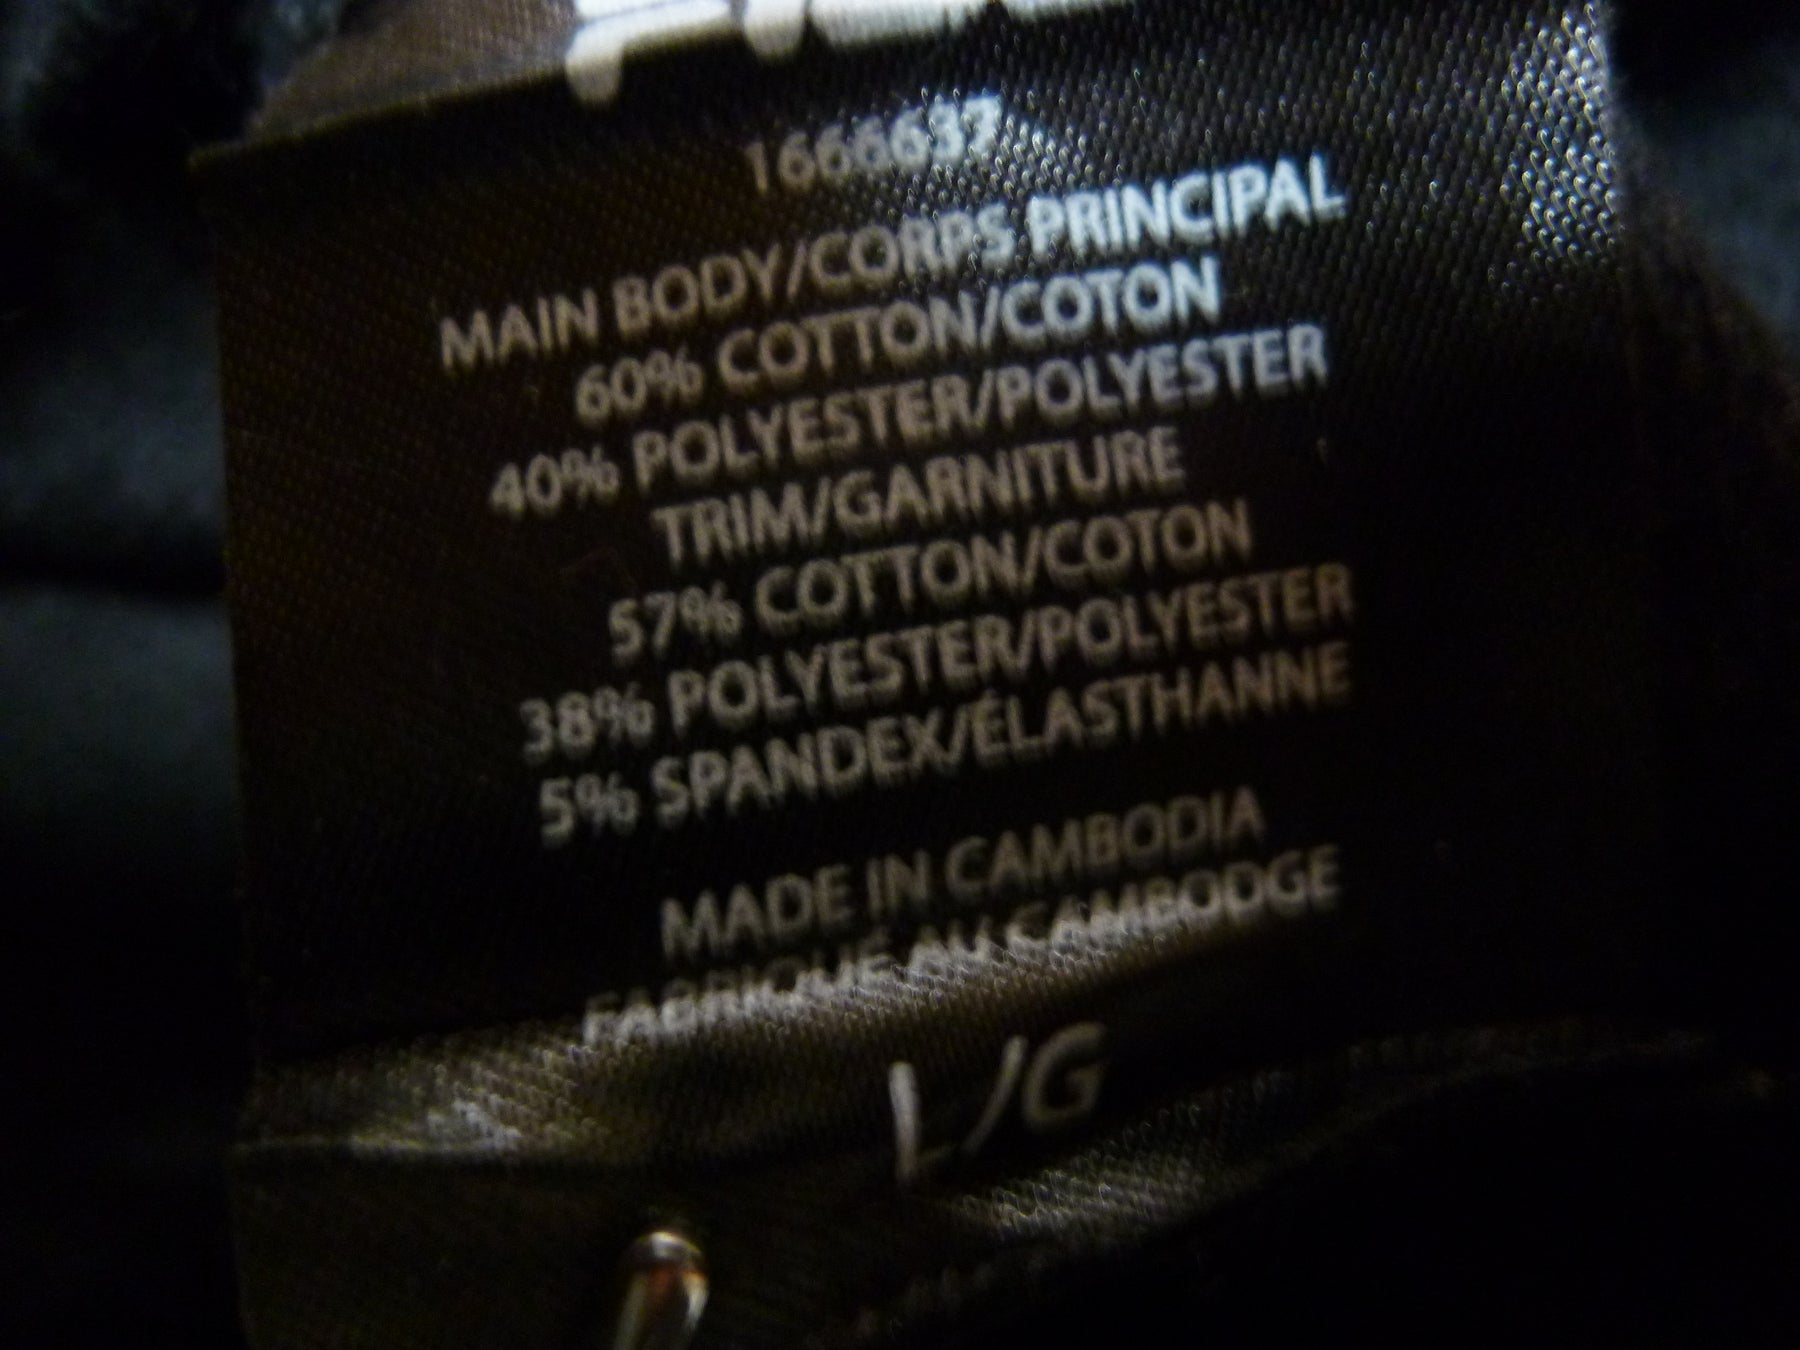 1666637
MAIN BODY/CORPS PRINCIPAL
60% COTTON/COTON
40% POLYESTER/POLYESTER
TRIM/GARNITURE
57% COTTON/COTON
38% POLYESTER/POLYESTER
5% SPANDEX/ÉLASTHANNE
MADE IN CAMBODIA
FABRIQUÉ AU CAMBODGE
L/G